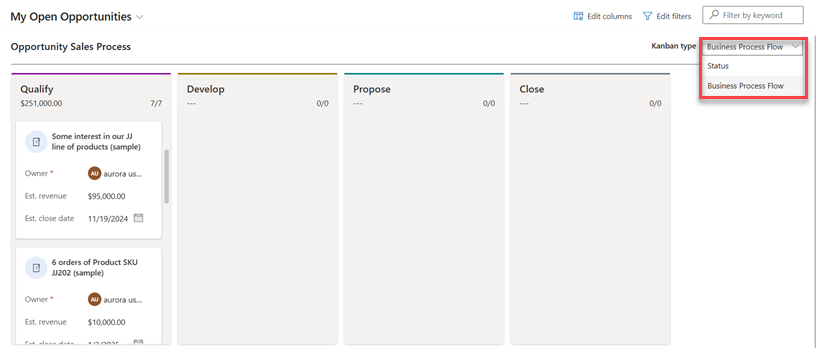 My Open Opportunities
Edit columns
Edit filters
Filter by keyword
Opportunity Sales Process
Kanban type
Business Process Flow
Status
Business Process Flow
Qualify
$251,000.00 7/7
Develop
--- 0/0
Propose
--- 0/0
Close
--- 0/0
Some interest in our JJ
line of products (sample)
Owner * AU aurora us...
Est. revenue $95,000.00
Est. close date 11/19/2024
6 orders of Product SKU
JJ202 (sample)
Owner * AU aurora us...
Est. revenue $10,000.00
Est. close date